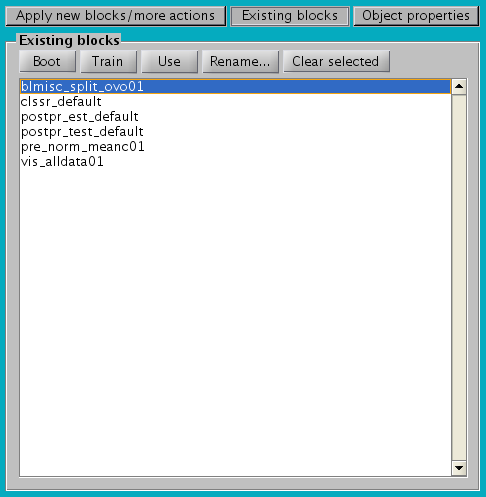 Apply new blocks/more actions Existing blocks Object properties
Existing blocks
Boot Train Use Rename... Clear selected
blmisc_split_ovo01
clssr_default
postpr_est_default
postpr_test_default
pre_norm_meanc01
vis_alldata01